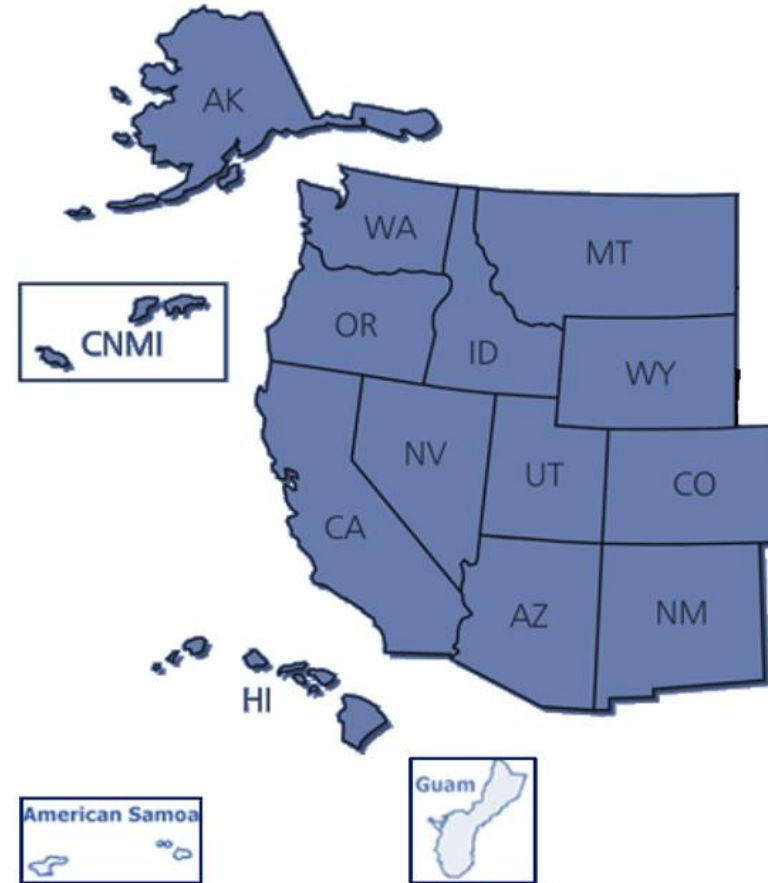 AK
WA
MT
OR
ID
WY
CNMI
NV
UT
CO
CA
AZ
NM
HI
American Samoa
Guam